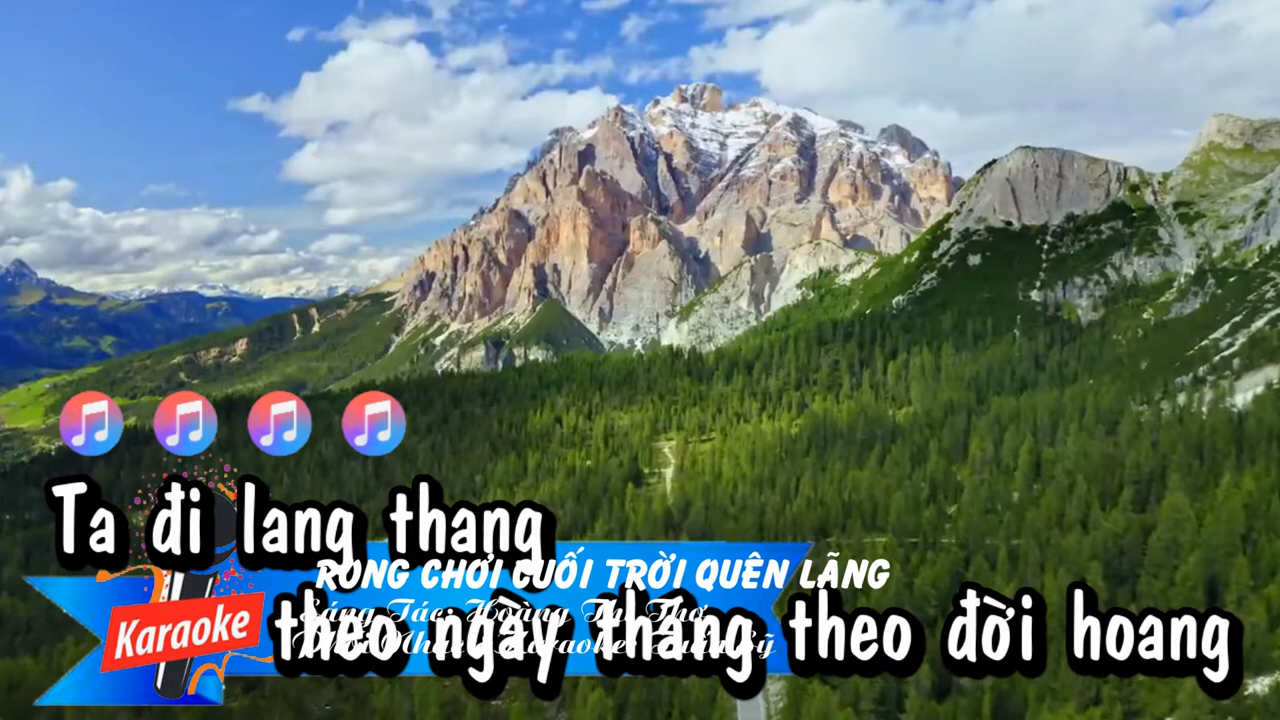 Ta đi lang thang
RONG CHƠI CUỐI TRỜI QUÊN LÃNG
Sáng Tác: Hoàng Thi Thơ
Karaoke
theo ngày tháng theo đời hoang
Karaoke: